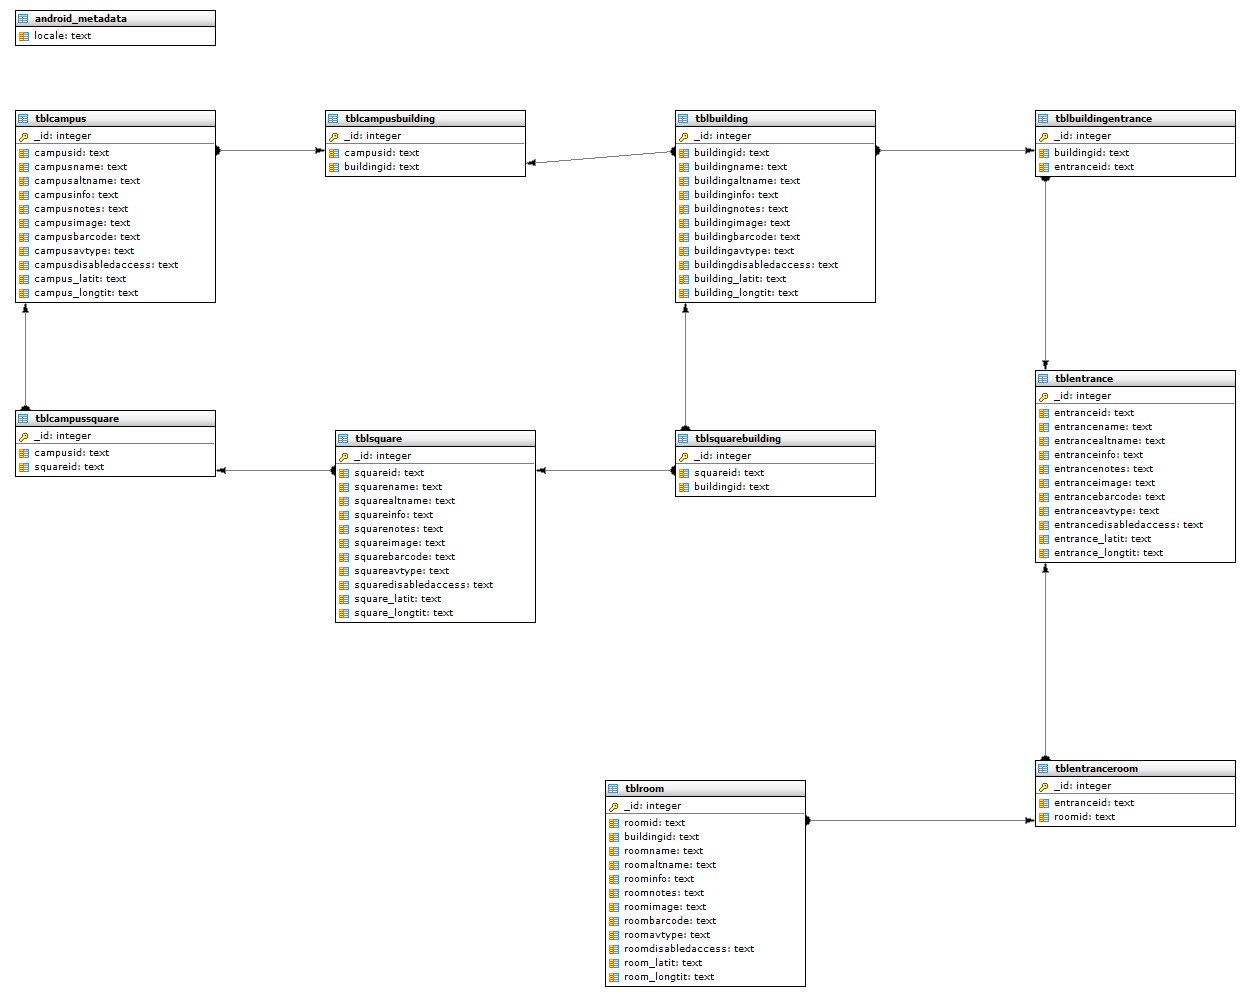 android_metadata
locale: text
tblcampus
_id: integer
campusid: text
campusname: text
campusaltname: text
campusinfo: text
campusnotes: text
campusimage: text
campusbarcode: text
campusavtype: text
campusdisabledaccess: text
campus_latit: text
campus_longtit: text
tblcampusbuilding
_id: integer
campusid: text
buildingid: text
tblbuilding
_id: integer
buildingid: text
buildingname: text
buildingaltname: text
buildinginfo: text
buildingnotes: text
buildingimage: text
buildingbarcode: text
buildingavtype: text
buildingdisabledaccess: text
building_latit: text
building_longtit: text
tblbuildingentrance
_id: integer
buildingid: text
entranceid: text
tblcampussquare
_id: integer
campusid: text
squareid: text
tblsquare
_id: integer
squareid: text
squarename: text
squarealtname: text
squareinfo: text
squarenotes: text
squareimage: text
squarebarcode: text
squareavtype: text
squaredisabledaccess: text
square_latit: text
square_longtit: text
tblsquarebuilding
_id: integer
squareid: text
buildingid: text
tblentrance
_id: integer
entranceid: text
entrancename: text
entrancealtname: text
entranceinfo: text
entrancenotes: text
entranceimage: text
entrancebarcode: text
entranceavtype: text
entrancedisabledaccess: text
entrance_latit: text
entrance_longtit: text
tblroom
_id: integer
roomid: text
buildingid: text
roomname: text
roomaltname: text
roominfo: text
roomnotes: text
roomimage: text
roombarcode: text
roomavtype: text
roomdisabledaccess: text
room_latit: text
room_longtit: text
tblentranceroom
_id: integer
entranceid: text
roomid: text